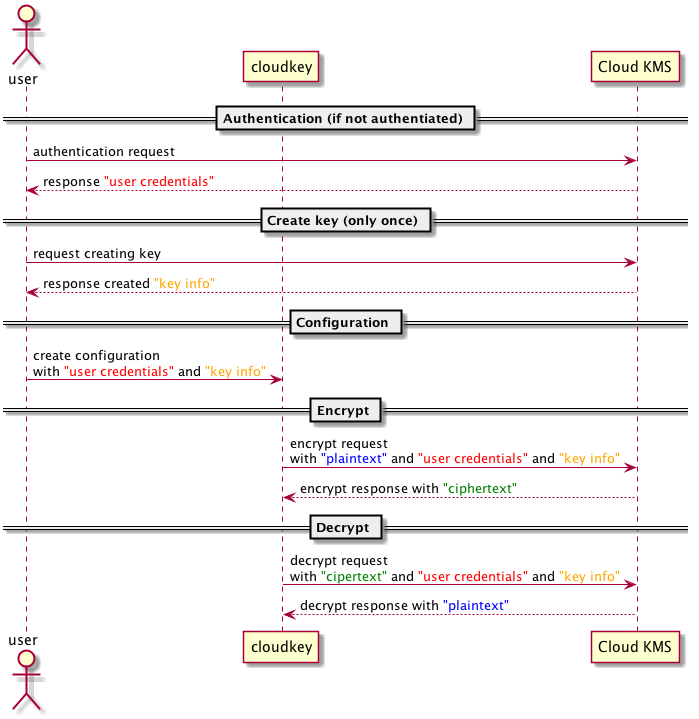 user
cloudkey
Cloud KMS
Authentication (if not authentiated)
authentication request
response "user credentials"
Create key (only once)
request creating key
response created "key info"
Configuration
create configuration
with "user credentials" and "key info"
Encrypt
encrypt request
with "plaintext" and "user credentials" and "key info"
encrypt response with "ciphertext"
Decrypt
decrypt request
with "cipertext" and "user credentials" and "key info"
decrypt response with "plaintext"
user
cloudkey
Cloud KMS